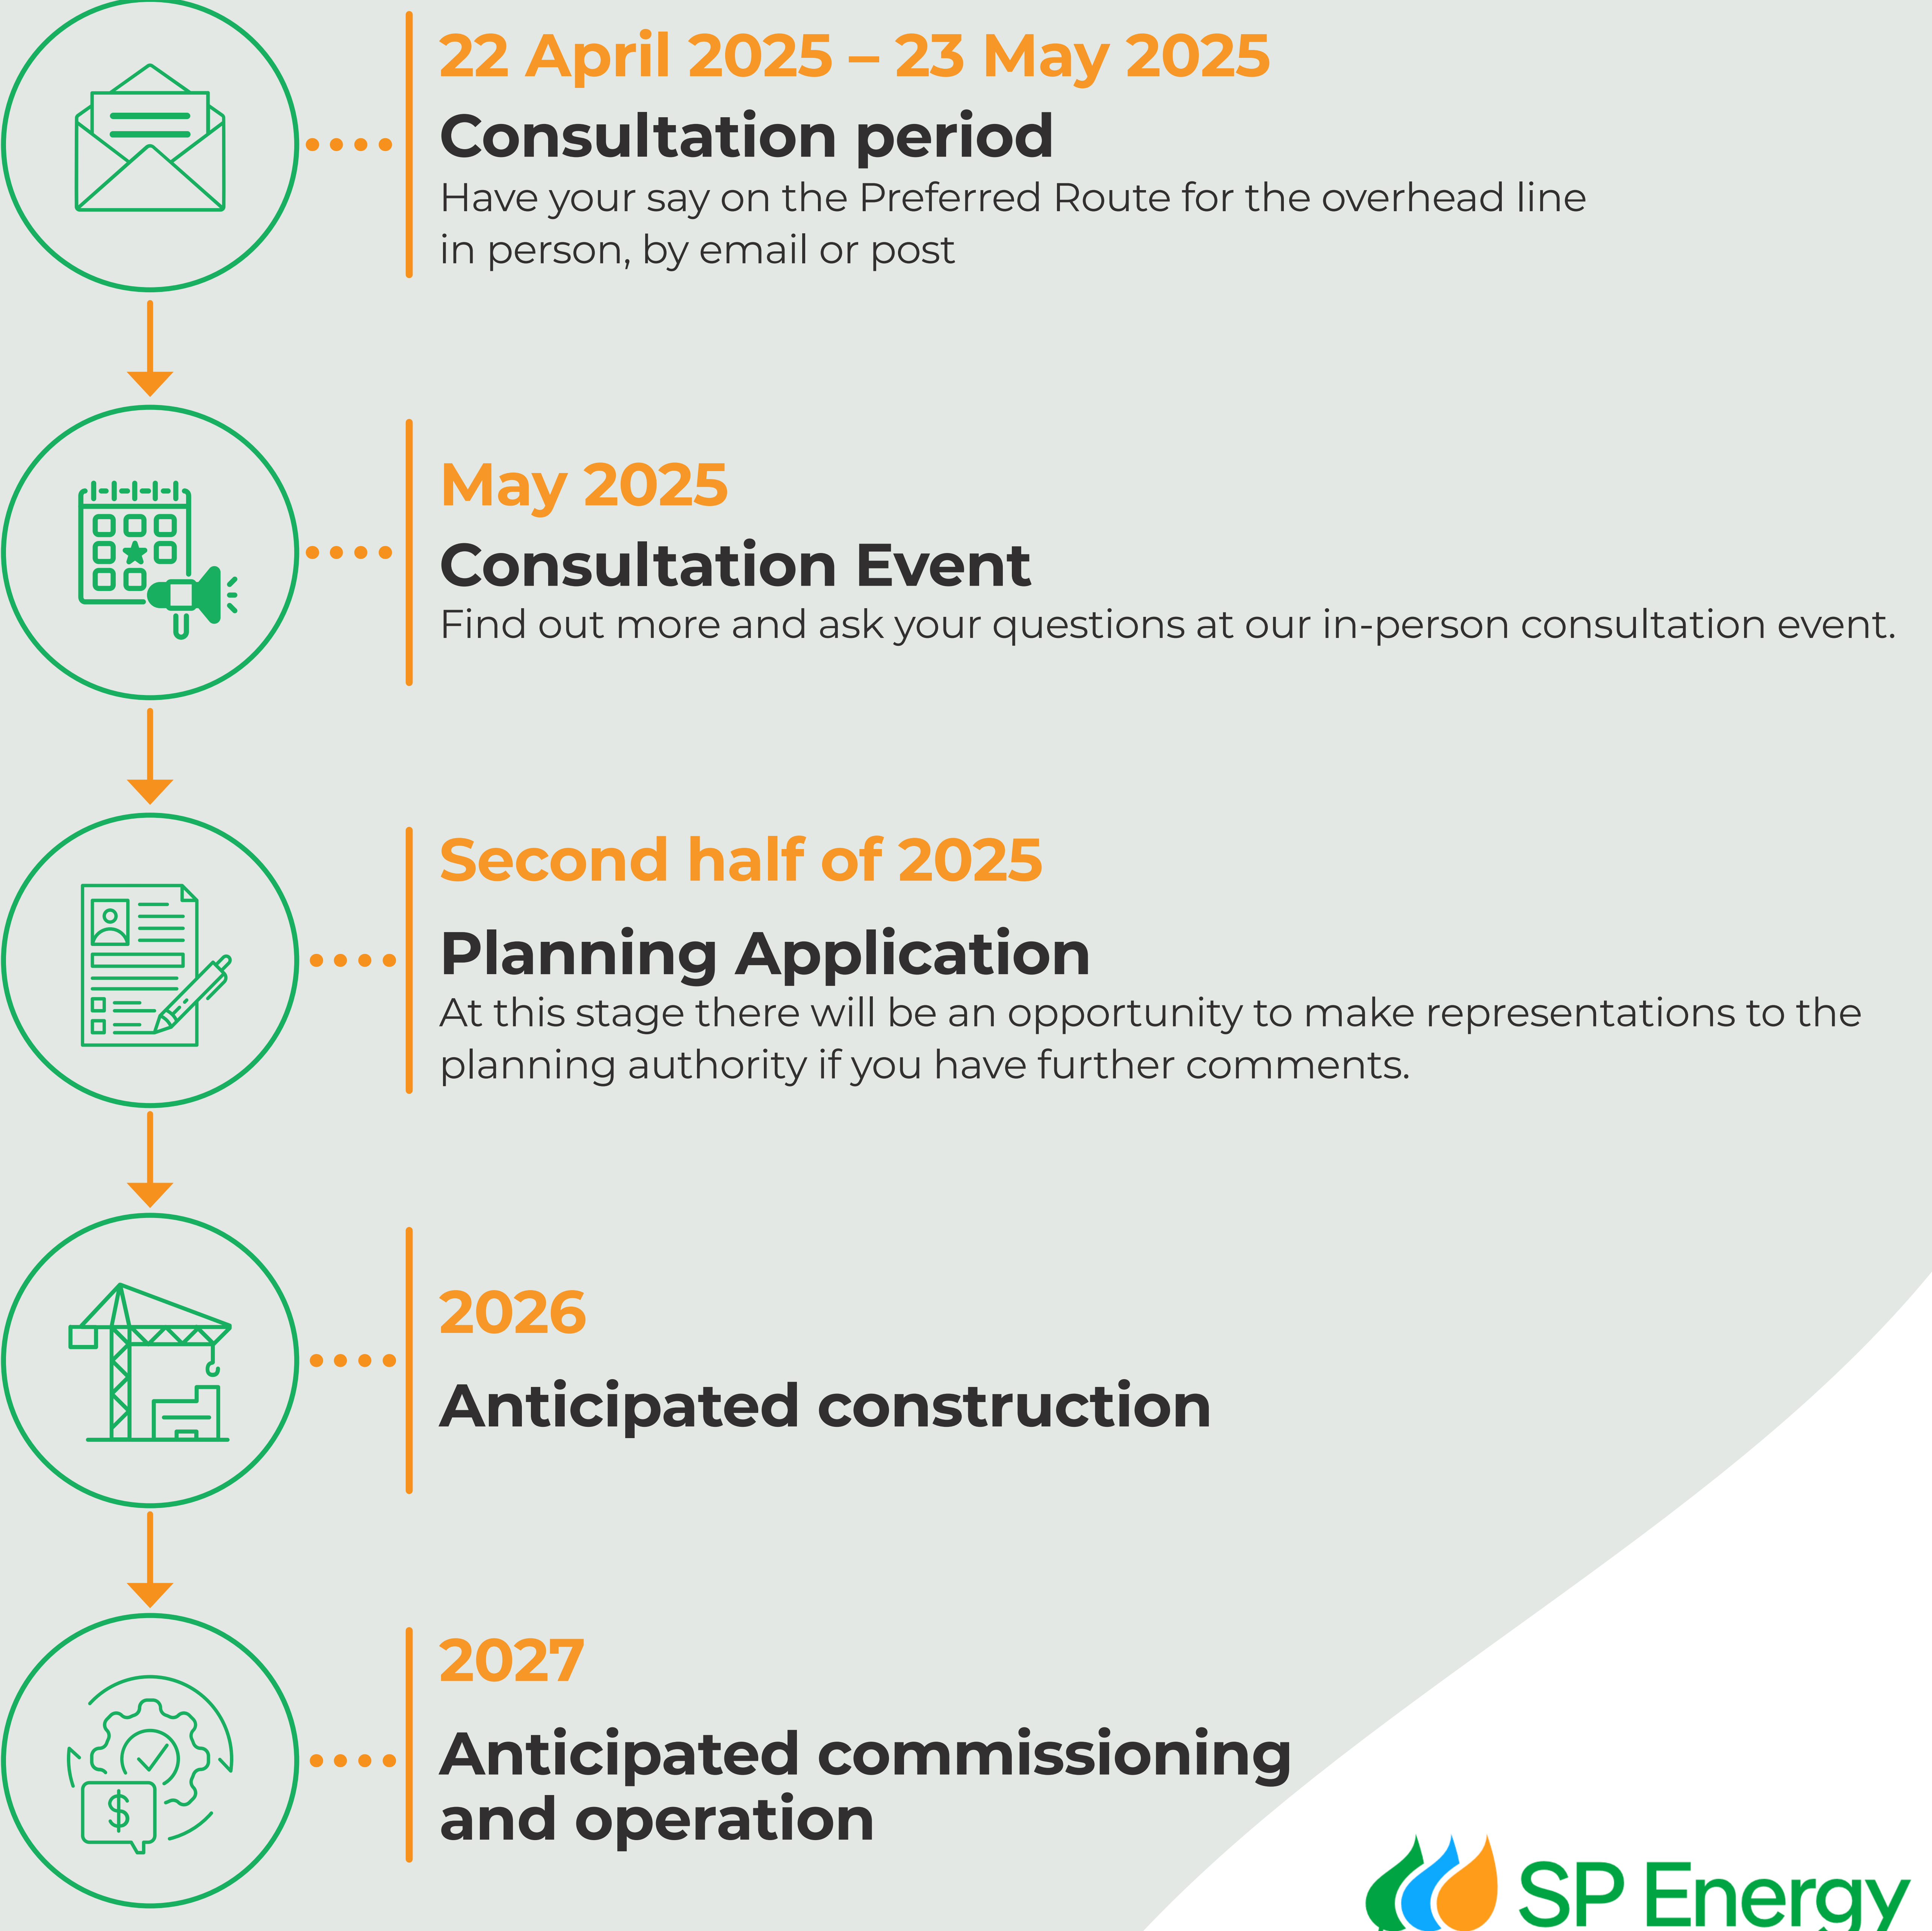 22 April 2025 – 23 May 2025
Consultation period
Have your say on the Preferred Route for the overhead line
in person, by email or post
May 2025
Consultation Event
Find out more and ask your questions at our in-person consultation event.
Second half of 2025
Planning Application
At this stage there will be an opportunity to make representations to the
planning authority if you have further comments.
2026
Anticipated construction
2027
Anticipated commissioning
and operation
$
SP Energy